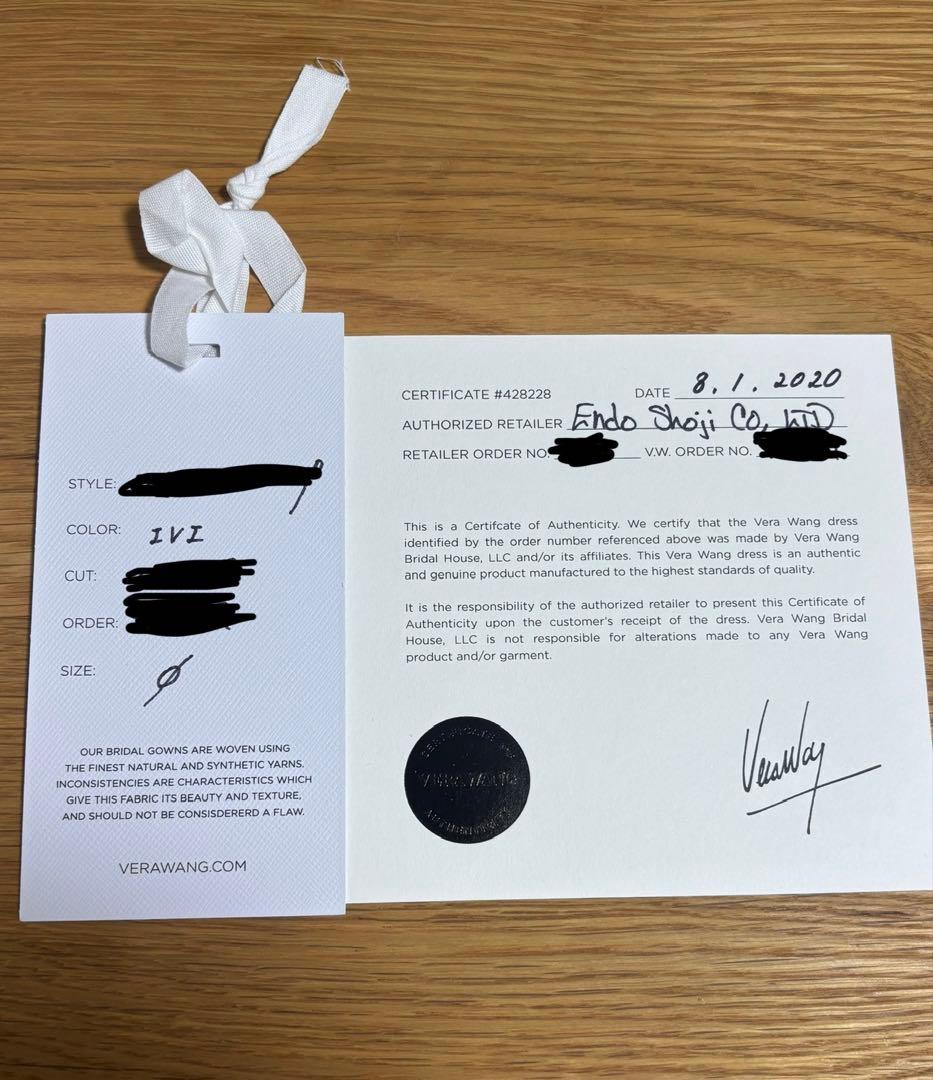 STYLE:
COLOR: IVI
CUT:
ORDER:
SIZE: Ø
OUR BRIDAL GOWNS ARE WOVEN USING
THE FINEST NATURAL AND SYNTHETIC YARNS.
INCONSISTENCIES ARE CHARACTERISTICS WHICH
GIVE THIS FABRIC ITS BEAUTY AND TEXTURE,
AND SHOULD NOT BE CONSISDERERD A FLAW.
VERAWANG.COM
CERTIFICATE #428228 DATE 8.1.2020
AUTHORIZED RETAILER Endo Shoji Co, LTD
RETAILER ORDER NO. V.W. ORDER NO.
This is a Certifcate of Authenticity. We certify that the Vera Wang dress
identified by the order number referenced above was made by Vera Wang
Bridal House, LLC and/or its affiliates. This Vera Wang dress is an authentic
and genuine product manufactured to the highest standards of quality.
It is the responsibility of the authorized retailer to present this Certificate of
Authenticity upon the customer's receipt of the dress. Vera Wang Bridal
House, LLC is not responsible for alterations made to any Vera Wang
product and/or garment.
CERTIFICATE OF
VERA WANG
AUTHENTICITY
Vera Wang